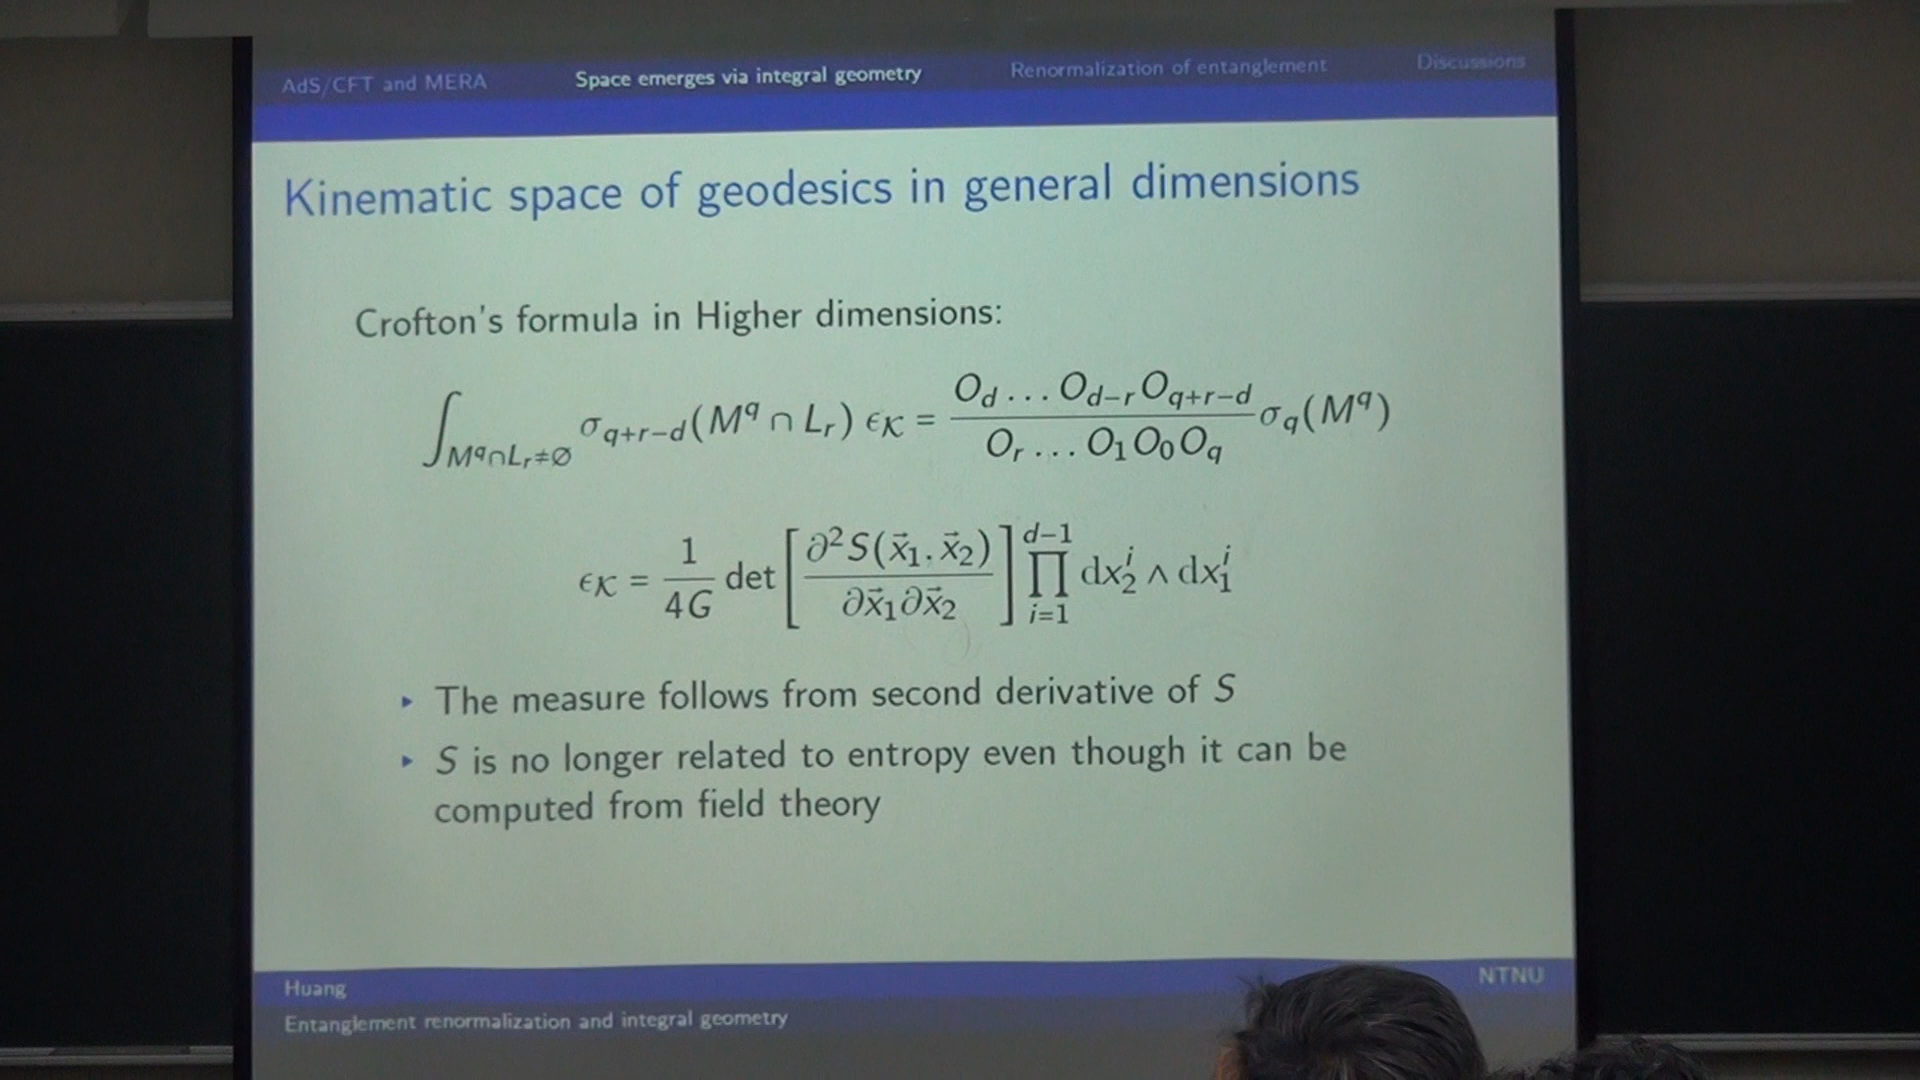 AdS/CFT and MERA Space emerges via integral geometry Renormalization of entanglement Discussions
Kinematic space of geodesics in general dimensions
Crofton's formula in Higher dimensions:
∫_{M^q∩L_r≠∅} σ_{q+r−d}(M^q ∩ L_r) ϵ_𝒦 = \frac{O_d ... O_{d−r} O_{q+r−d}}{O_r ... O_1 O_0 O_q} σ_q(M^q)
ϵ_𝒦 = \frac{1}{4G} det [ \frac{∂²S(x⃗_1, x⃗_2)}{∂x⃗_1 ∂x⃗_2} ] ∏_{i=1}^{d−1} dx_2^i ∧ dx_1^i
▸ The measure follows from second derivative of S
▸ S is no longer related to entropy even though it can be
computed from field theory
Huang NTNU
Entanglement renormalization and integral geometry